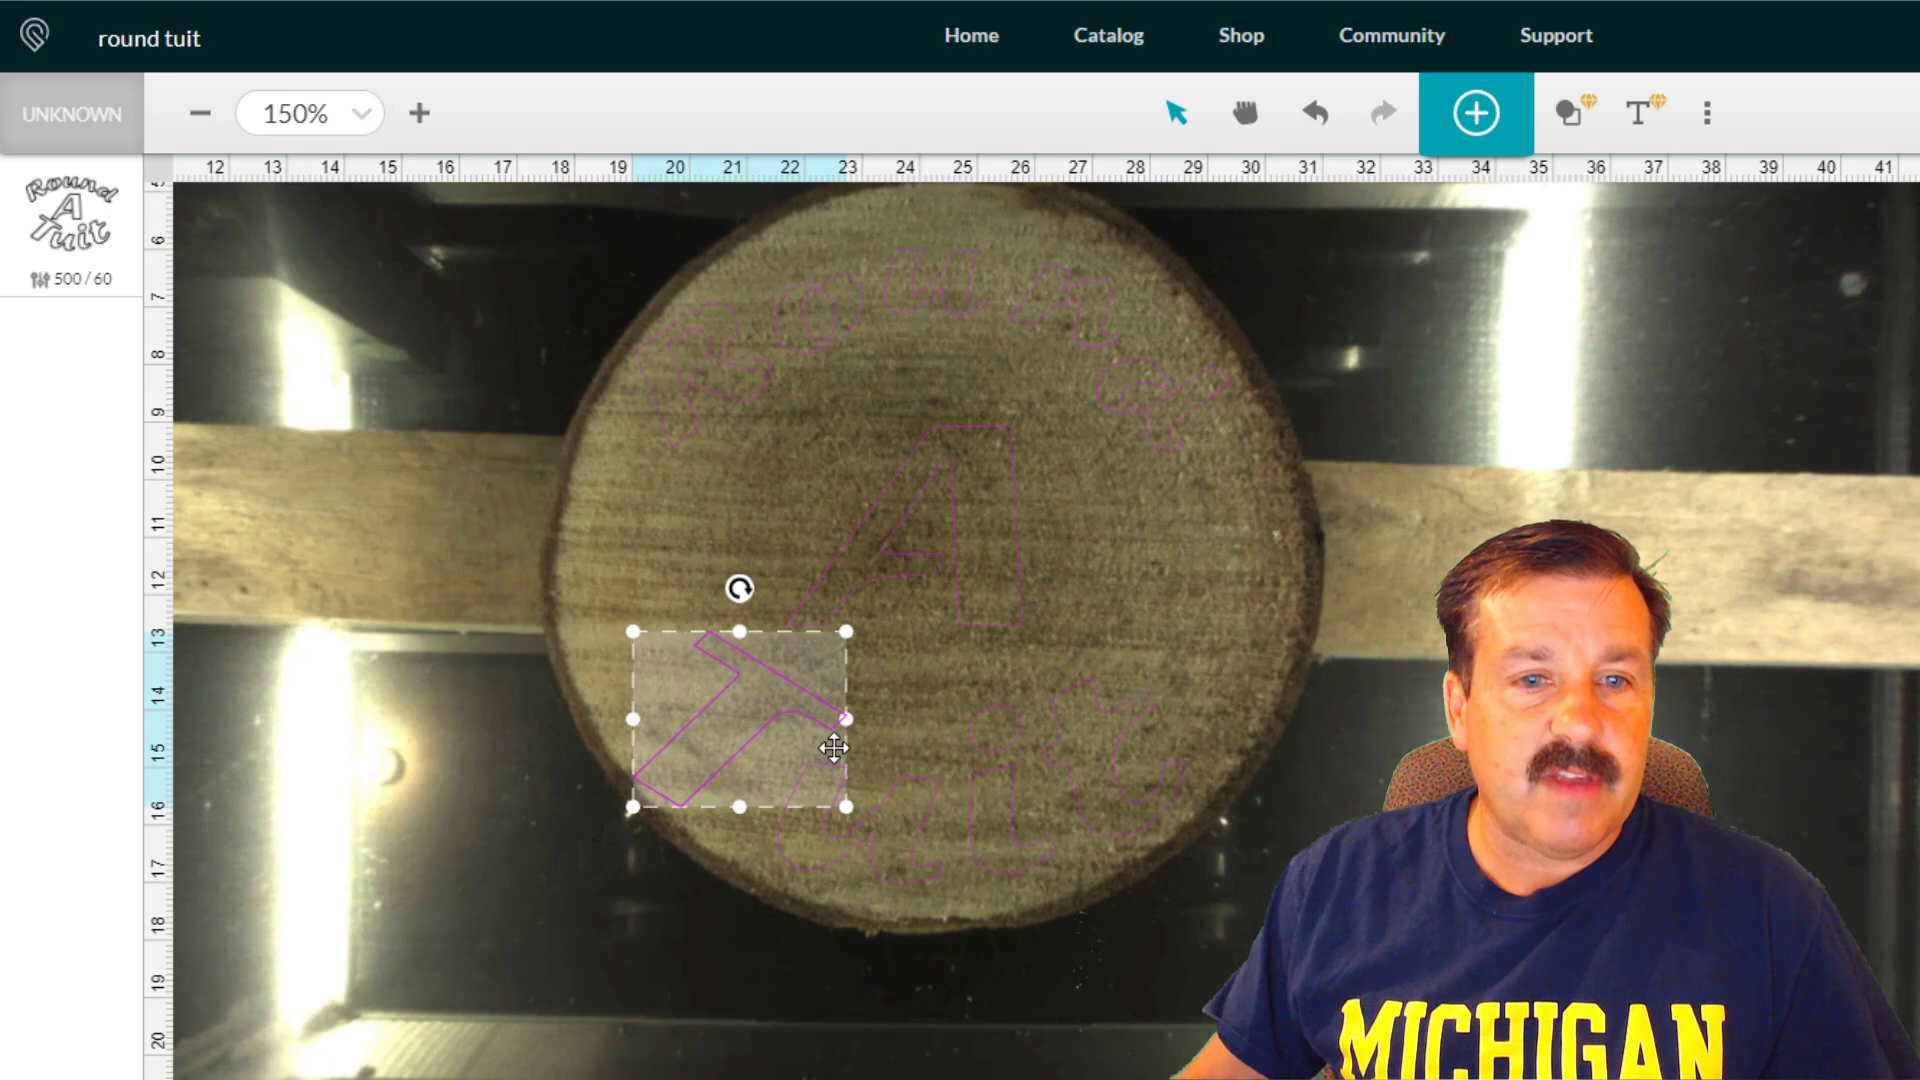 round tuit
Home
Catalog
Shop
Community
Support
UNKNOWN
150%
12 13 14 15 16 17 18 19 20 21 22 23 24 25 26 27 28 29 30 31 32 33 34 35 36 37 38 39 40 41
Round
A
Tuit
500 / 60
6
7
8
9
10
11
12
13
14
15
16
17
18
19
20
Round
A
Tuit
MICHIGAN